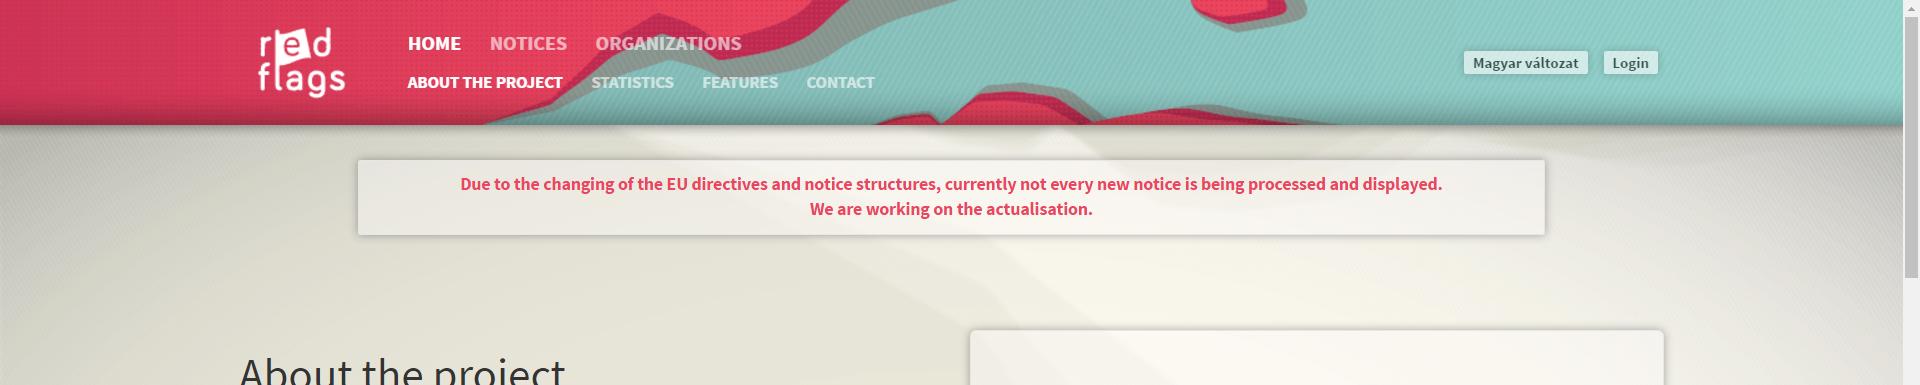 red
flags
HOME NOTICES ORGANIZATIONS
ABOUT THE PROJECT STATISTICS FEATURES CONTACT
Magyar változat Login
Due to the changing of the EU directives and notice structures, currently not every new notice is being processed and displayed.
We are working on the actualisation.
About the project